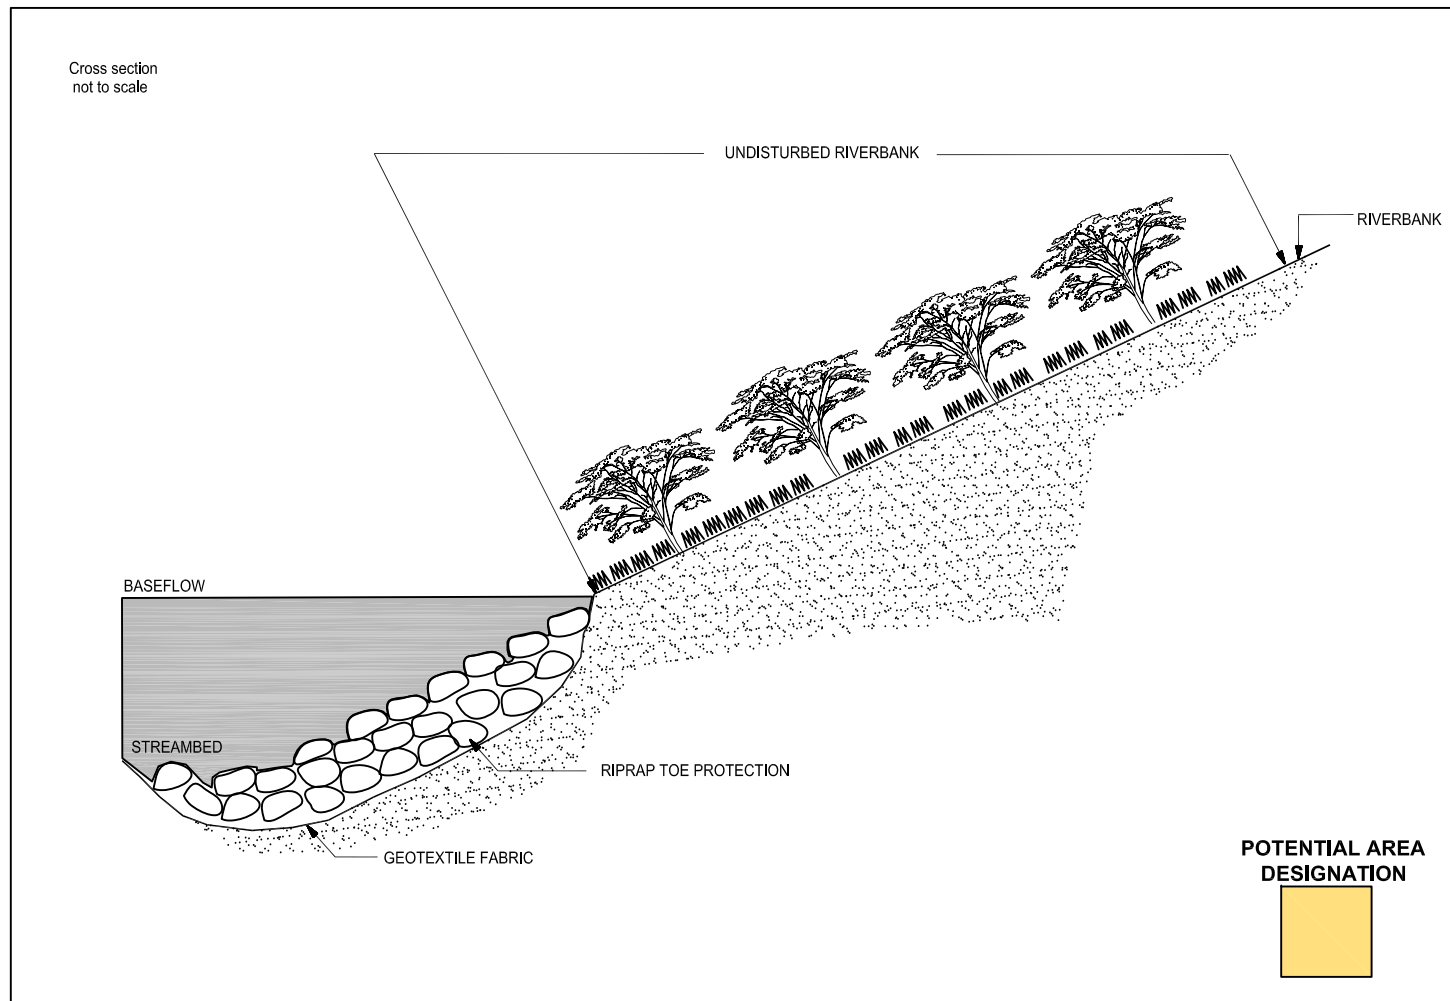 Cross section
not to scale
UNDISTURBED RIVERBANK
RIVERBANK
BASEFLOW
STREAMBED
RIPRAP TOE PROTECTION
GEOTEXTILE FABRIC
POTENTIAL AREA
DESIGNATION